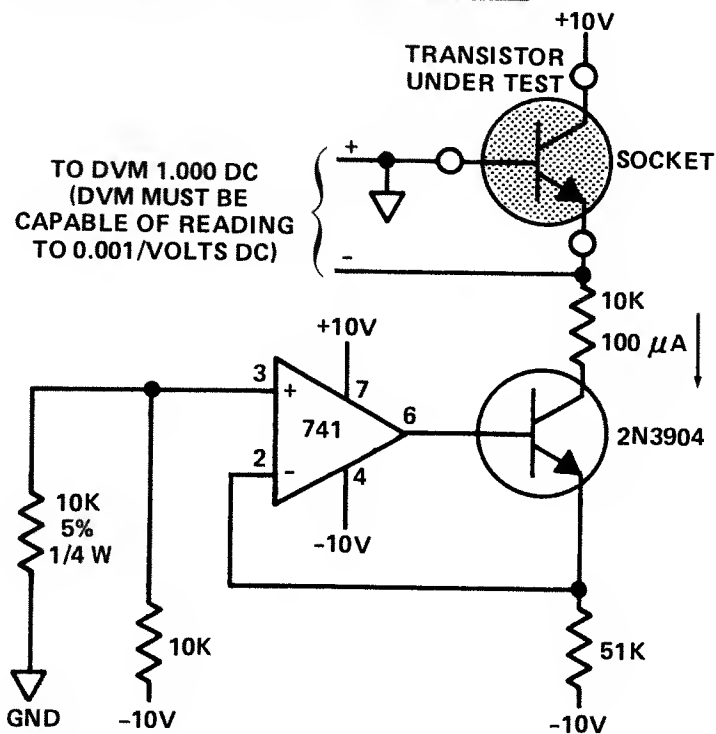 +10V
TRANSISTOR
UNDER TEST
SOCKET
+
TO DVM 1.000 DC
(DVM MUST BE
CAPABLE OF READING
TO 0.001/VOLTS DC)
-
10K
100 μA
+10V
3
+
7
741
6
2N3904
2
-
4
-10V
10K
5%
1/4 W
10K
51K
GND
-10V
-10V